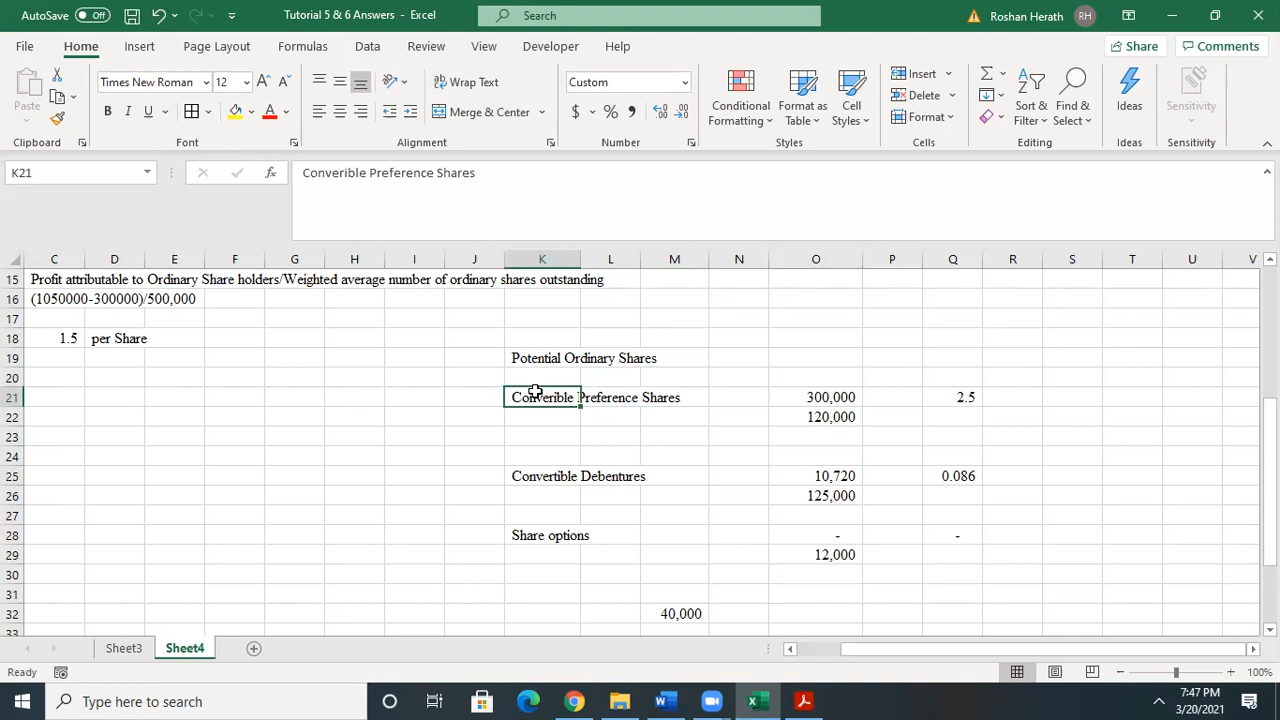 AutoSave Off Tutorial 5 & 6 Answers - Excel Search Roshan Herath RH
File Home Insert Page Layout Formulas Data Review View Developer Help Share Comments
Paste Times New Roman 12 A A Wrap Text Custom Conditional Formatting Format as Table Cell Styles Insert Delete Format Sort & Filter Find & Select Ideas Sensitivity
B I U A Merge & Center $ %
Clipboard Font Alignment Number Styles Cells Editing Ideas Sensitivity
K21 fx Converible Preference Shares
C D E F G H I J K L M N O P Q R S T U V
15 Profit attributable to Ordinary Share holders/Weighted average number of ordinary shares outstanding
16 (1050000-300000)/500,000
17
18 1.5 per Share
19 Potential Ordinary Shares
20
21 Converible Preference Shares 300,000 2.5
22 120,000
23
24
25 Convertible Debentures 10,720 0.086
26 125,000
27
28 Share options - -
29 12,000
30
31
32 40,000
33
Sheet3 Sheet4
Ready 100%
Type here to search 7:47 PM
3/20/2021